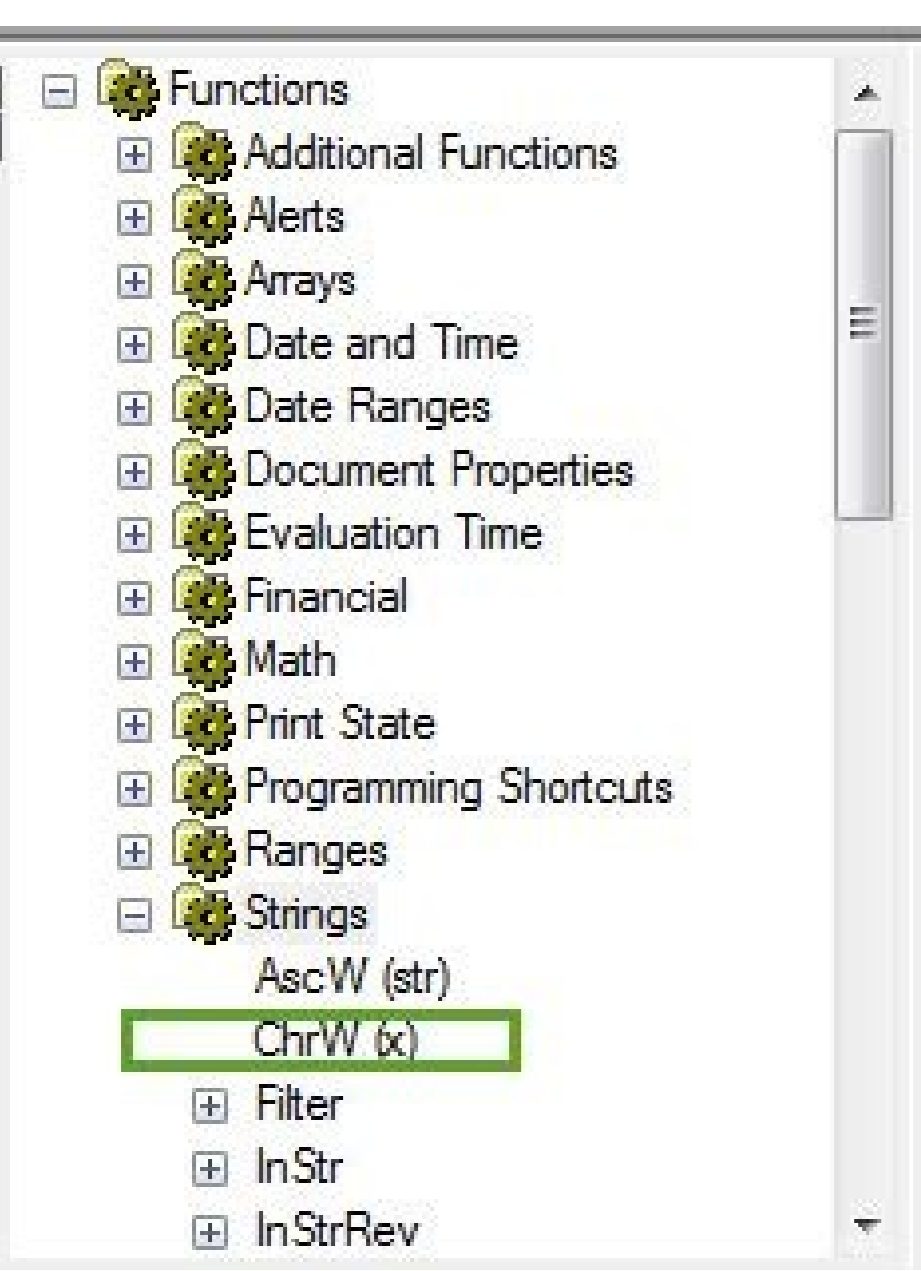 Functions
Additional Functions
Alerts
Arrays
Date and Time
Date Ranges
Document Properties
Evaluation Time
Financial
Math
Print State
Programming Shortcuts
Ranges
Strings
AscW (str)
ChrW (x)
Filter
InStr
InStrRev